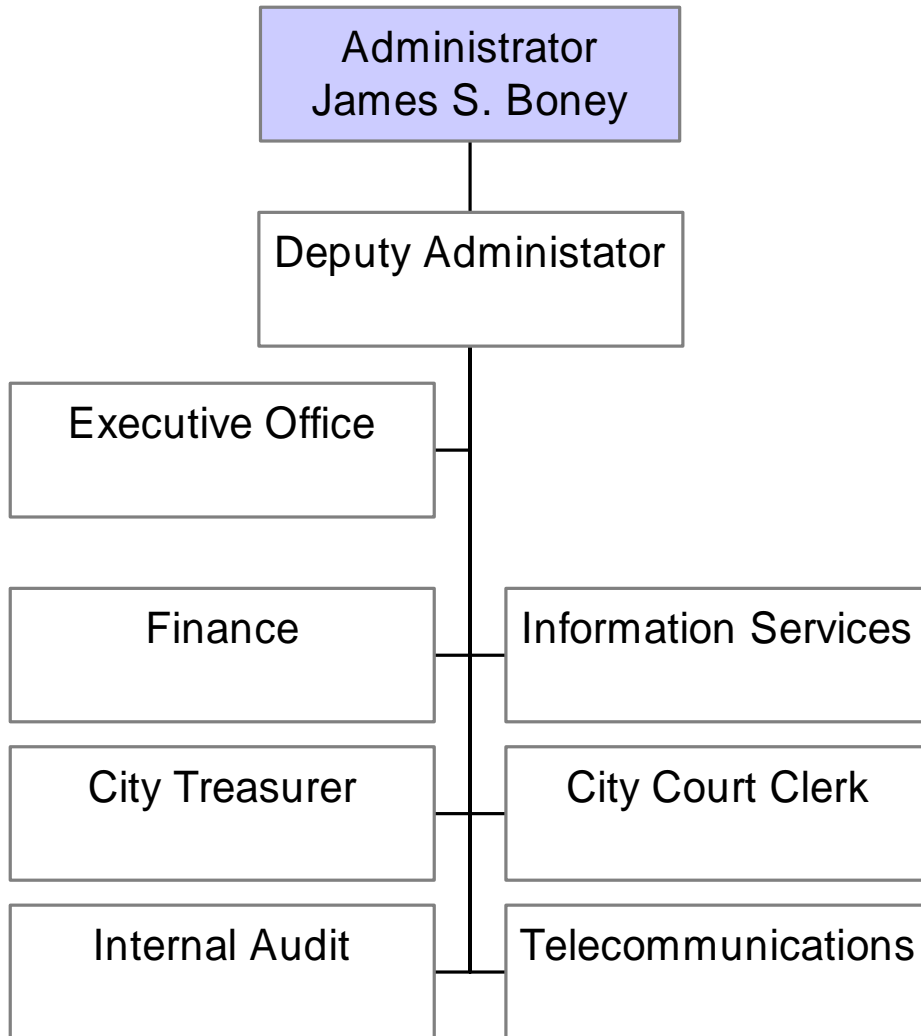 Administrator
James S. Boney
Deputy Administator
Executive Office
Finance
Information Services
City Treasurer
City Court Clerk
Internal Audit
Telecommunications